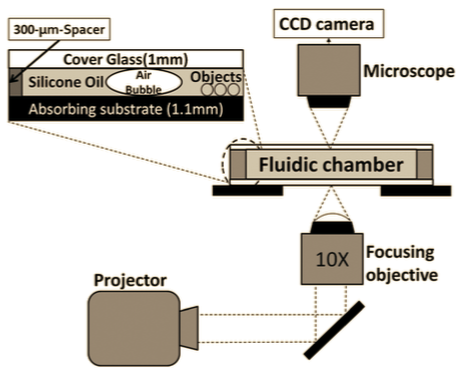 300-µm-Spacer
Cover Glass(1mm)
Silicone Oil
Air
Bubble
Objects
Absorbing substrate (1.1mm)
CCD camera
Microscope
Fluidic chamber
10X
Focusing
objective
Projector